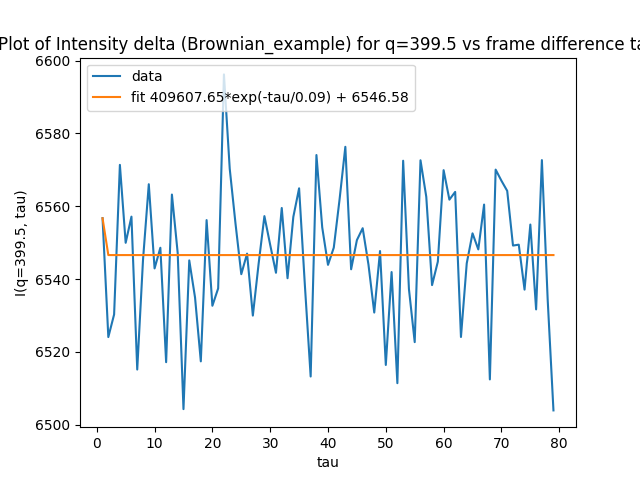 Plot of Intensity delta (Brownian_example) for q=399.5 vs frame difference ta
data
fit 409607.65*exp(-tau/0.09) + 6546.58
I(q=399.5, tau)
6600
6580
6560
6540
6520
6500
0 10 20 30 40 50 60 70 80
tau